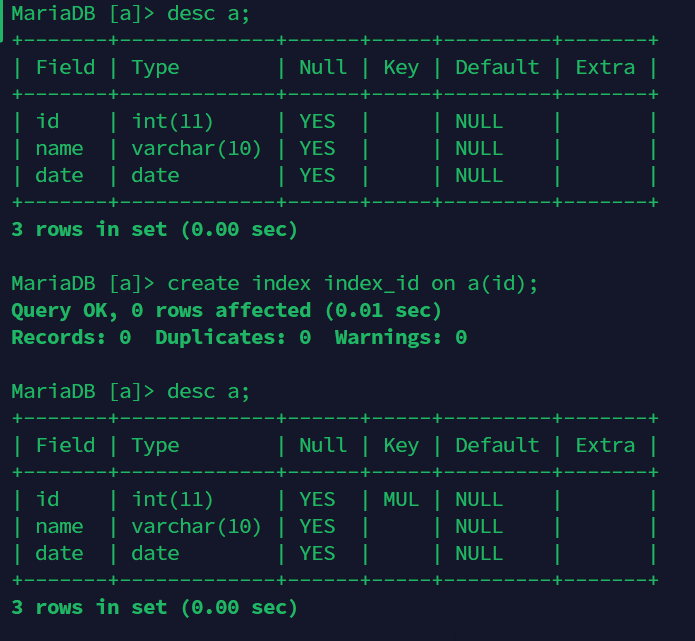 MariaDB [a]> desc a;
+-------+-------------+------+-----+---------+-------+
| Field | Type        | Null | Key | Default | Extra |
+-------+-------------+------+-----+---------+-------+
| id    | int(11)     | YES  |     | NULL    |       |
| name  | varchar(10) | YES  |     | NULL    |       |
| date  | date        | YES  |     | NULL    |       |
+-------+-------------+------+-----+---------+-------+
3 rows in set (0.00 sec)

MariaDB [a]> create index index_id on a(id);
Query OK, 0 rows affected (0.01 sec)
Records: 0  Duplicates: 0  Warnings: 0

MariaDB [a]> desc a;
+-------+-------------+------+-----+---------+-------+
| Field | Type        | Null | Key | Default | Extra |
+-------+-------------+------+-----+---------+-------+
| id    | int(11)     | YES  | MUL | NULL    |       |
| name  | varchar(10) | YES  |     | NULL    |       |
| date  | date        | YES  |     | NULL    |       |
+-------+-------------+------+-----+---------+-------+
3 rows in set (0.00 sec)